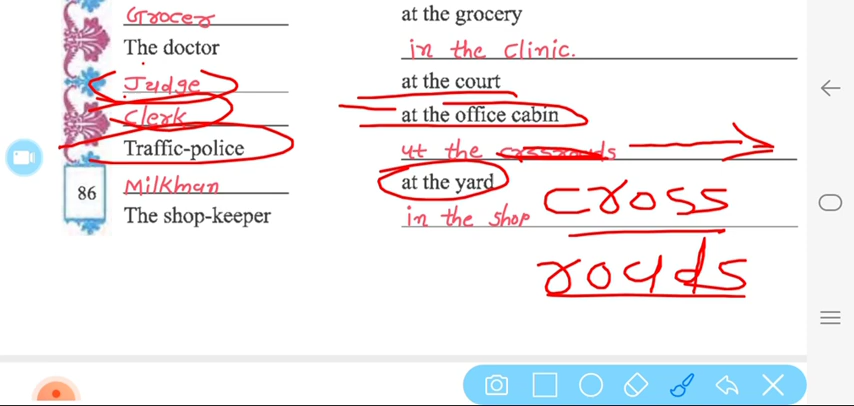 Grocer at the grocery
The doctor in the clinic.
Judge at the court
Clerk at the office cabin
Traffic-police at the crossroads
Milkman at the yard
86
The shop-keeper in the shop
cross
roads